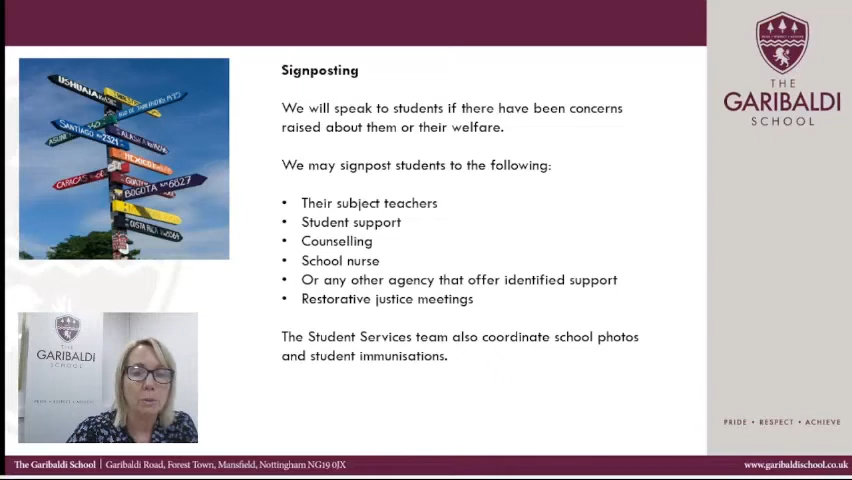 Signposting
We will speak to students if there have been concerns
raised about them or their welfare.
We may signpost students to the following:
• Their subject teachers
• Student support
• Counselling
• School nurse
• Or any other agency that offer identified support
• Restorative justice meetings
The Student Services team also coordinate school photos
and student immunisations.
USHUAIA
SANTIAGO
CARACAS
BOGOTA KM6827
THE
GARIBALDI
SCHOOL
THE
GARIBALDI
SCHOOL
PRIDE • RESPECT • ACHIEVE
The Garibaldi School | Garibaldi Road, Forest Town, Mansfield, Nottingham NG19 0JX
www.garibaldischool.co.uk